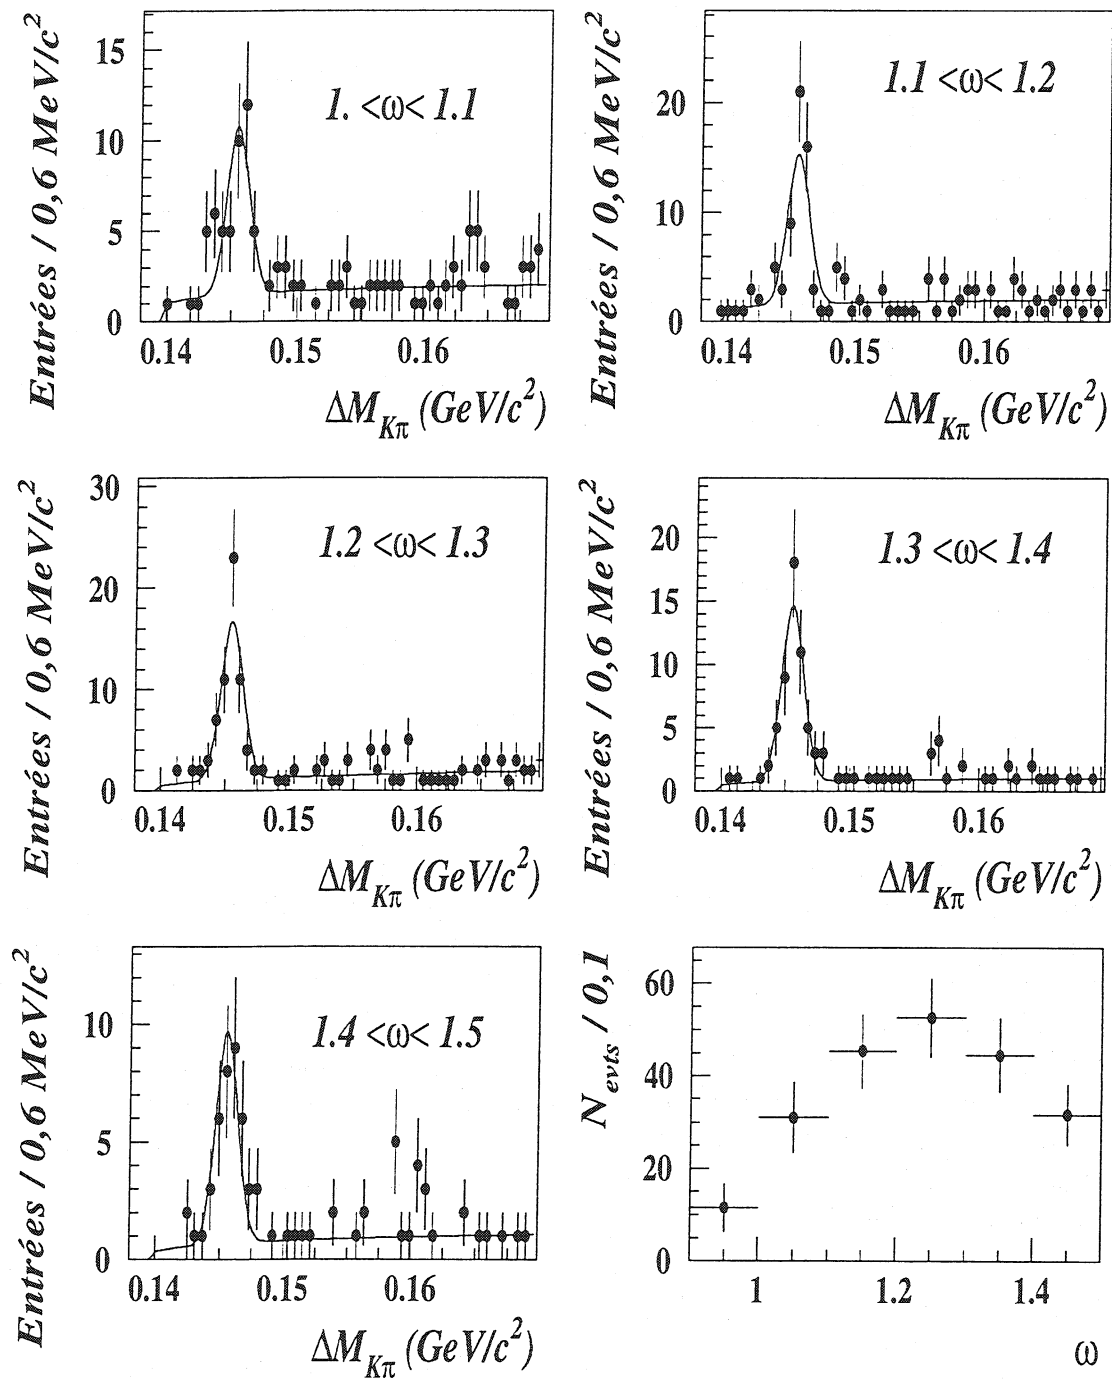 Entrées / 0,6 MeV/c²
15
10
5
0
1. <ω< 1.1
0.14 0.15 0.16
ΔM_Kπ (GeV/c²)
Entrées / 0,6 MeV/c²
20
10
0
1.1 <ω< 1.2
0.14 0.15 0.16
ΔM_Kπ (GeV/c²)
Entrées / 0,6 MeV/c²
30
20
10
0
1.2 <ω< 1.3
0.14 0.15 0.16
ΔM_Kπ (GeV/c²)
Entrées / 0,6 MeV/c²
20
15
10
5
0
1.3 <ω< 1.4
0.14 0.15 0.16
ΔM_Kπ (GeV/c²)
Entrées / 0,6 MeV/c²
10
5
0
1.4 <ω< 1.5
0.14 0.15 0.16
ΔM_Kπ (GeV/c²)
N_evts / 0,1
60
40
20
0
1 1.2 1.4
ω